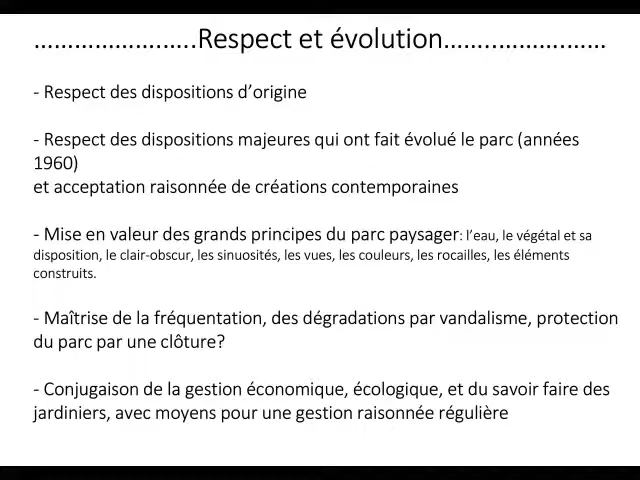 …………………..Respect et évolution……..……………..……
- Respect des dispositions d’origine
- Respect des dispositions majeures qui ont fait évolué le parc (années
1960)
et acceptation raisonnée de créations contemporaines
- Mise en valeur des grands principes du parc paysager: l’eau, le végétal et sa
disposition, le clair-obscur, les sinuosités, les vues, les couleurs, les rocailles, les éléments
construits.
- Maîtrise de la fréquentation, des dégradations par vandalisme, protection
du parc par une clôture?
- Conjugaison de la gestion économique, écologique, et du savoir faire des
jardiniers, avec moyens pour une gestion raisonnée régulière